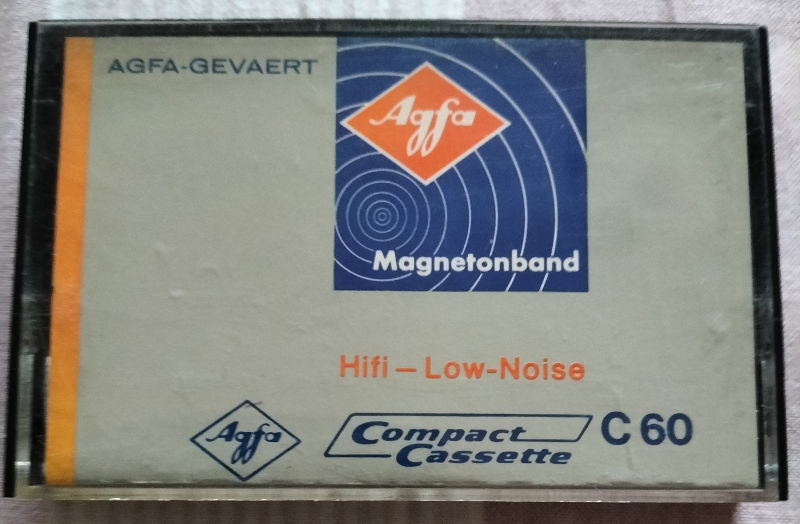 AGFA-GEVAERT
Agfa
Magnetonband
Hifi – Low-Noise
Agfa
Compact
Cassette
C 60